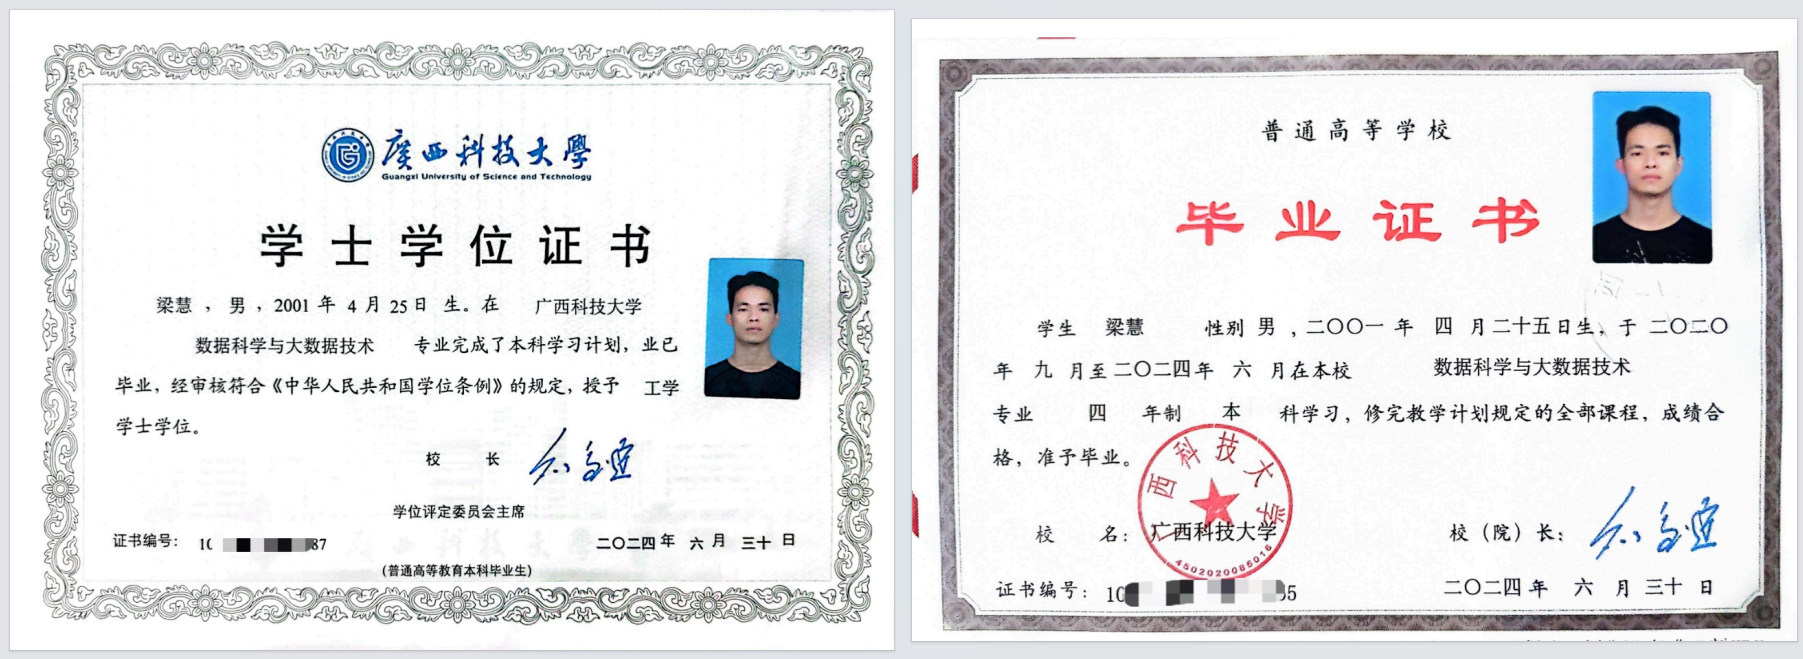 廣西科技大學
Guangxi University of Science and Technology
学士学位证书
梁慧 ，男，2001 年 4 月 25 日 生。在 广西科技大学
数据科学与大数据技术 专业完成了本科学习计划，业已
毕业，经审核符合《中华人民共和国学位条例》的规定，授予 工学
学士学位。
校 长
学位评定委员会主席
证书编号：
二〇二四 年 六 月 三十 日
（普通高等教育本科毕业生）
普通高等学校
毕业证书
学生 梁慧 性别 男 ，二〇〇一 年 四 月 二十五 日生，于 二〇二〇
年 九 月至 二〇二四 年 六 月在本校 数据科学与大数据技术
专业 四 年制 本 科学习，修完教学计划规定的全部课程，成绩合
格，准予毕业。
西科技大学
4502020085016
校 名：广西科技大学
校（院）长：
证书编号：
二〇二四 年 六 月 三十 日